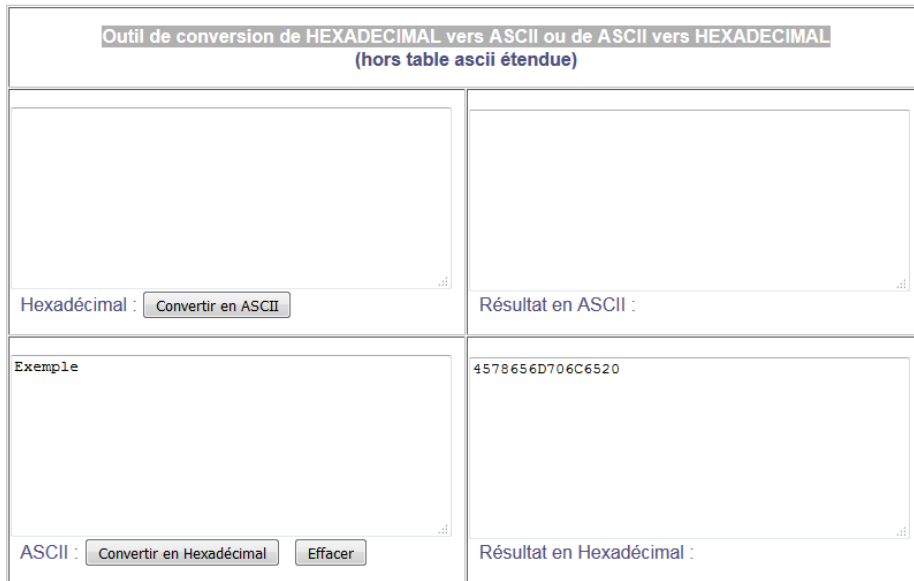 Outil de conversion de HEXADECIMAL vers ASCII ou de ASCII vers HEXADECIMAL
(hors table ascii étendue)
Hexadécimal : Convertir en ASCII
Résultat en ASCII :
Exemple
4578656D706C6520
ASCII : Convertir en Hexadécimal Effacer
Résultat en Hexadécimal :